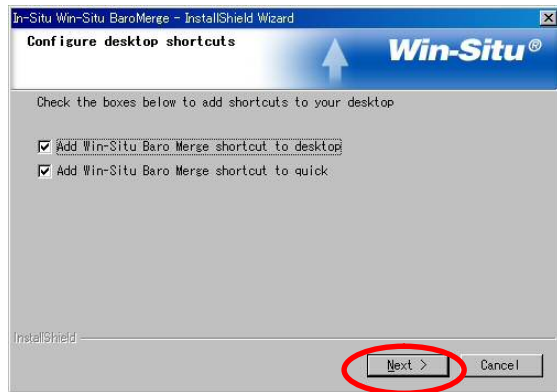 In-Situ Win-Situ BaroMerge - InstallShield Wizard
Configure desktop shortcuts
Win-Situ®
Check the boxes below to add shortcuts to your desktop
Add Win-Situ Baro Merge shortcut to desktop
Add Win-Situ Baro Merge shortcut to quick
InstallShield
Next >
Cancel